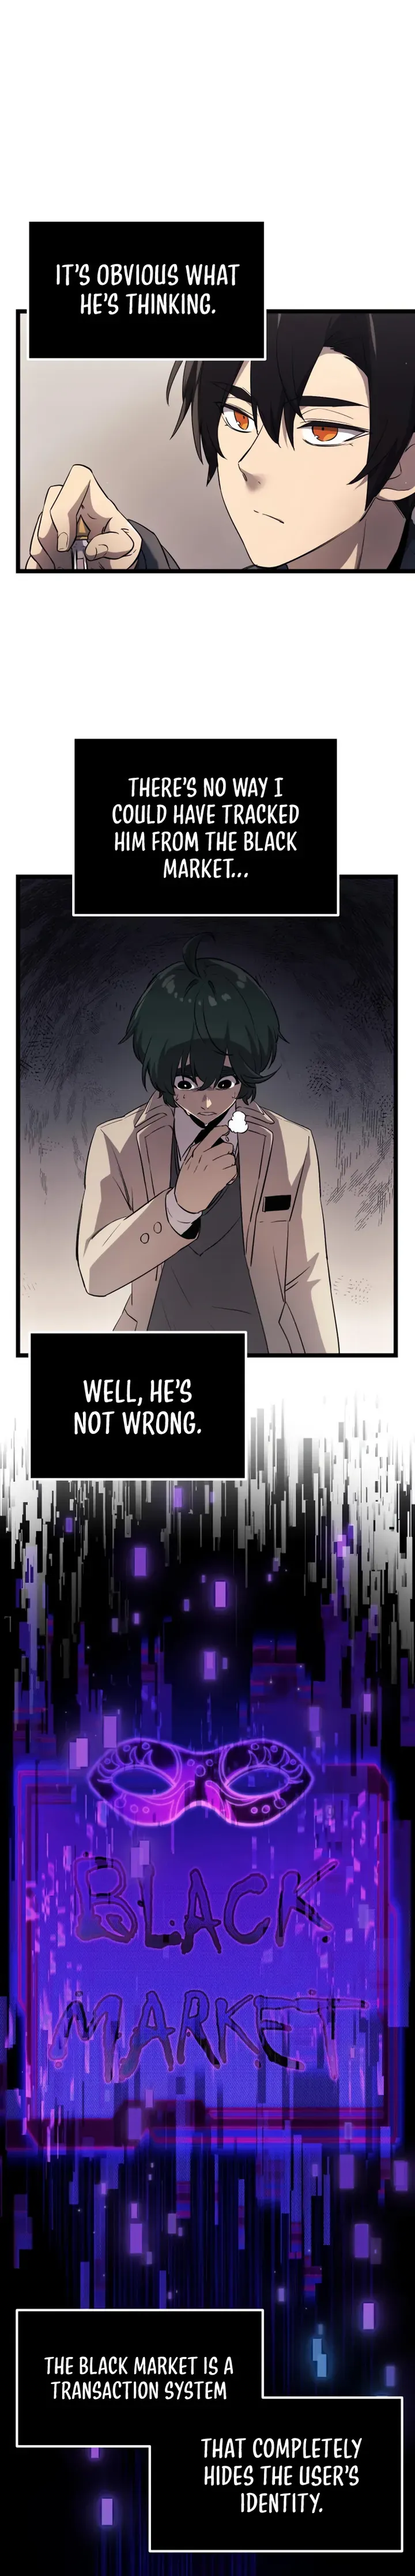 IT'S OBVIOUS WHAT
HE'S THINKING.
THERE'S NO WAY I
COULD HAVE TRACKED
HIM FROM THE BLACK
MARKET...
WELL, HE'S
NOT WRONG.
BLACK
MARKET
THE BLACK MARKET IS A
TRANSACTION SYSTEM
THAT COMPLETELY
HIDES THE USER'S
IDENTITY.